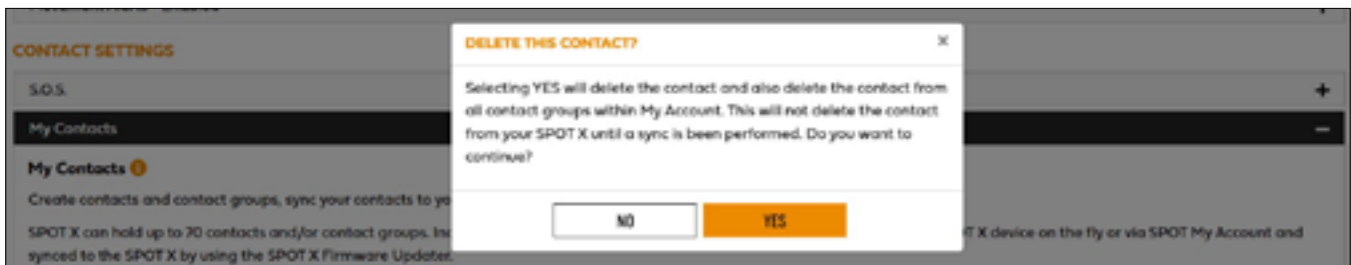 CONTACT SETTINGS
S.O.S.
My Contacts
My Contacts
Create contacts and contact groups, sync your contacts to yo
SPOT X can hold up to 20 contacts and/or contact groups. In
T X device on the fly or via SPOT My Account and
synced to the SPOT X by using the SPOT X Firmware Updater.
DELETE THIS CONTACT?
Selecting YES will delete the contact and also delete the contact from
all contact groups within My Account. This will not delete the contact
from your SPOT X until a sync is been performed. Do you want to
continue?
NO
YES